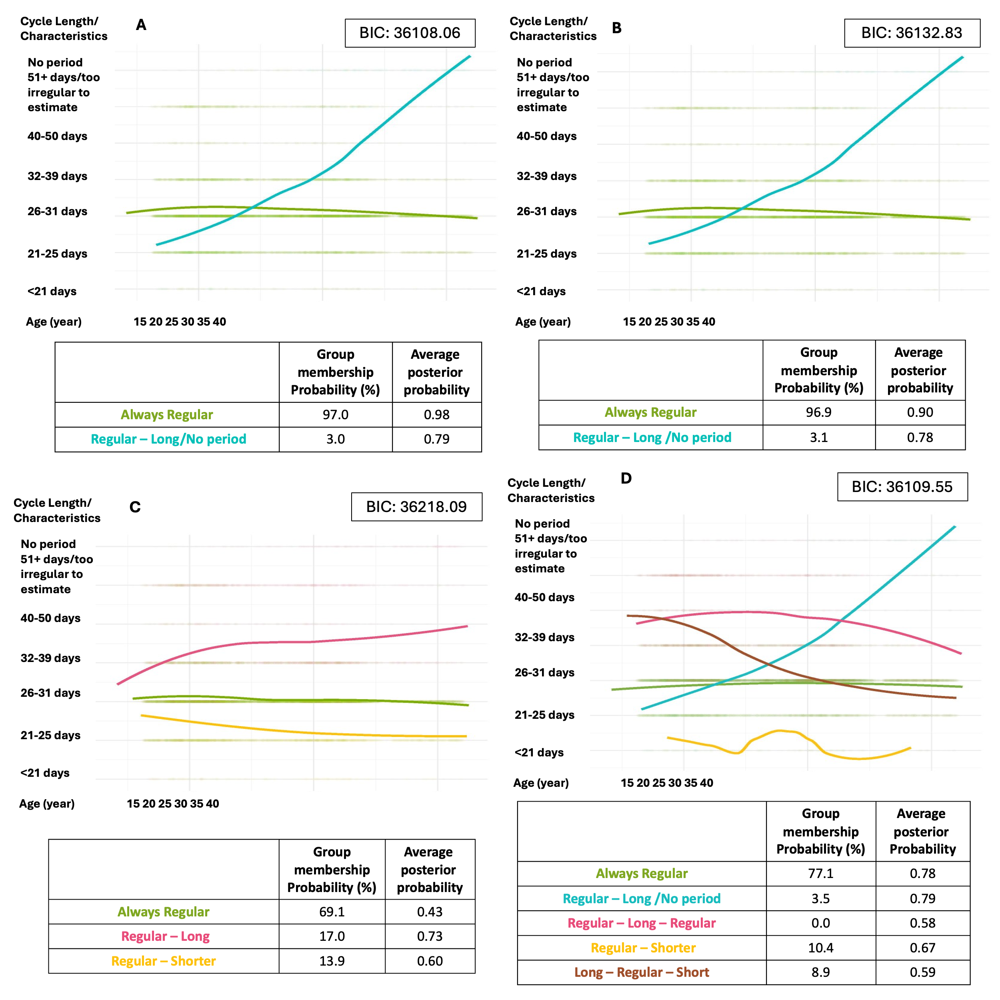 Cycle Length/
Characteristics
A
BIC: 36108.06
No period
51+ days/too
irregular to
estimate
40-50 days
32-39 days
26-31 days
21-25 days
<21 days
Age (year)
15 20 25 30 35 40
Group
membership
Probability (%)
Average
posterior
probability
Always Regular
97.0
0.98
Regular – Long/No period
3.0
0.79
Cycle Length/
Characteristics
B
BIC: 36132.83
No period
51+ days/too
irregular to
estimate
40-50 days
32-39 days
26-31 days
21-25 days
<21 days
Age (year)
15 20 25 30 35 40
Group
membership
Probability (%)
Average
posterior
probability
Always Regular
96.9
0.90
Regular – Long /No period
3.1
0.78
Cycle Length/
Characteristics
C
BIC: 36218.09
No period
51+ days/too
irregular to
estimate
40-50 days
32-39 days
26-31 days
21-25 days
<21 days
Age (year)
15 20 25 30 35 40
Group
membership
Probability (%)
Average
posterior
probability
Always Regular
69.1
0.43
Regular – Long
17.0
0.73
Regular – Shorter
13.9
0.60
Cycle Length/
Characteristics
D
BIC: 36109.55
No period
51+ days/too
irregular to
estimate
40-50 days
32-39 days
26-31 days
21-25 days
<21 days
Age (year)
15 20 25 30 35 40
Group
membership
Probability (%)
Average
posterior
Probability
Always Regular
77.1
0.78
Regular – Long /No period
3.5
0.79
Regular – Long – Regular
0.0
0.58
Regular – Shorter
10.4
0.67
Long – Regular – Short
8.9
0.59